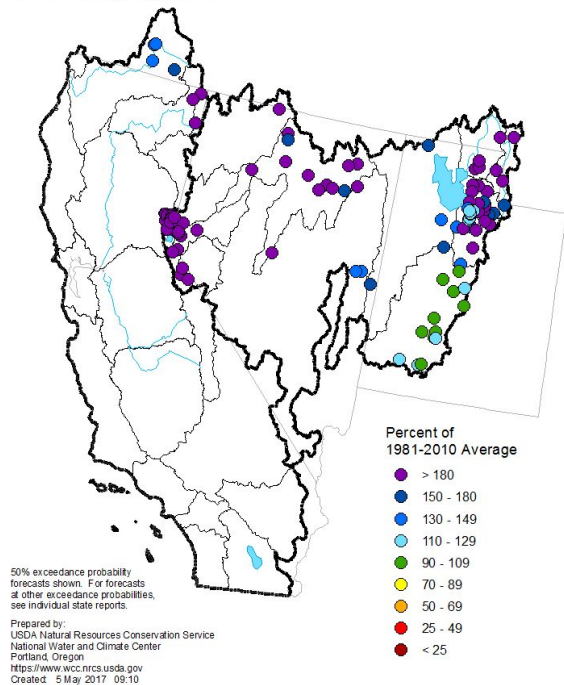 Percent of
1981-2010 Average
> 180
150 - 180
130 - 149
110 - 129
90 - 109
70 - 89
50 - 69
25 - 49
< 25
50% exceedance probability
forecasts shown. For forecasts
at other exceedance probabilities,
see individual state reports.
Prepared by:
USDA Natural Resources Conservation Service
National Water and Climate Center
Portland, Oregon
https://www.wcc.nrcs.usda.gov
Created: 5 May 2017 09:10